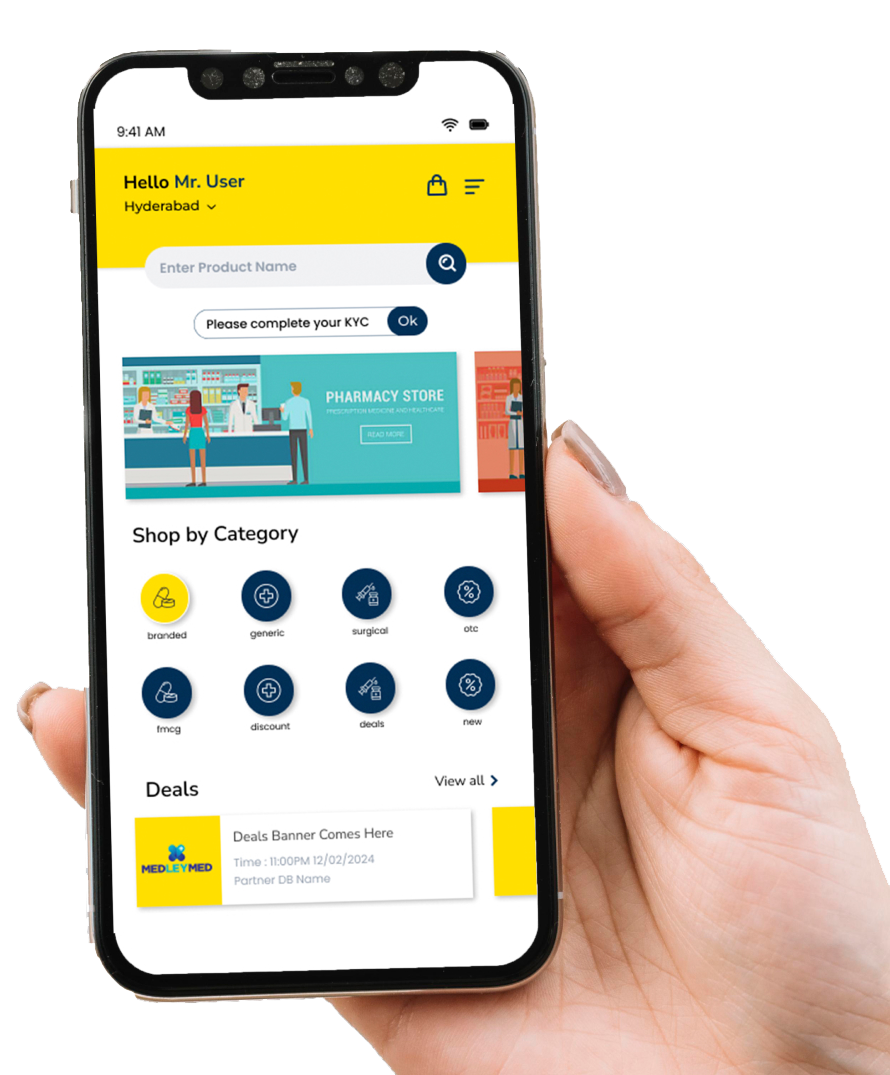 9:41 AM
Hello Mr. User
Hyderabad
Enter Product Name
Please complete your KYC
Ok
PHARMACY STORE
PRESCRIPTION MEDICINE AND HEALTHCARE
READ MORE
Shop by Category
branded
generic
surgical
otc
fmcg
discount
deals
new
Deals
View all
MEDLEYMED
Deals Banner Comes Here
Time : 11:00PM 12/02/2024
Partner DB Name